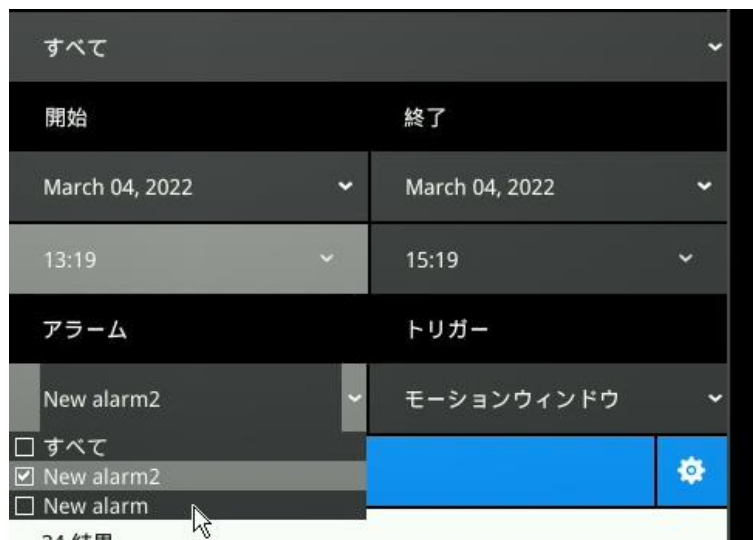 すべて
開始 終了
March 04, 2022 March 04, 2022
13:19 15:19
アラーム トリガー
New alarm2 モーションウィンドウ
すべて
New alarm2
New alarm